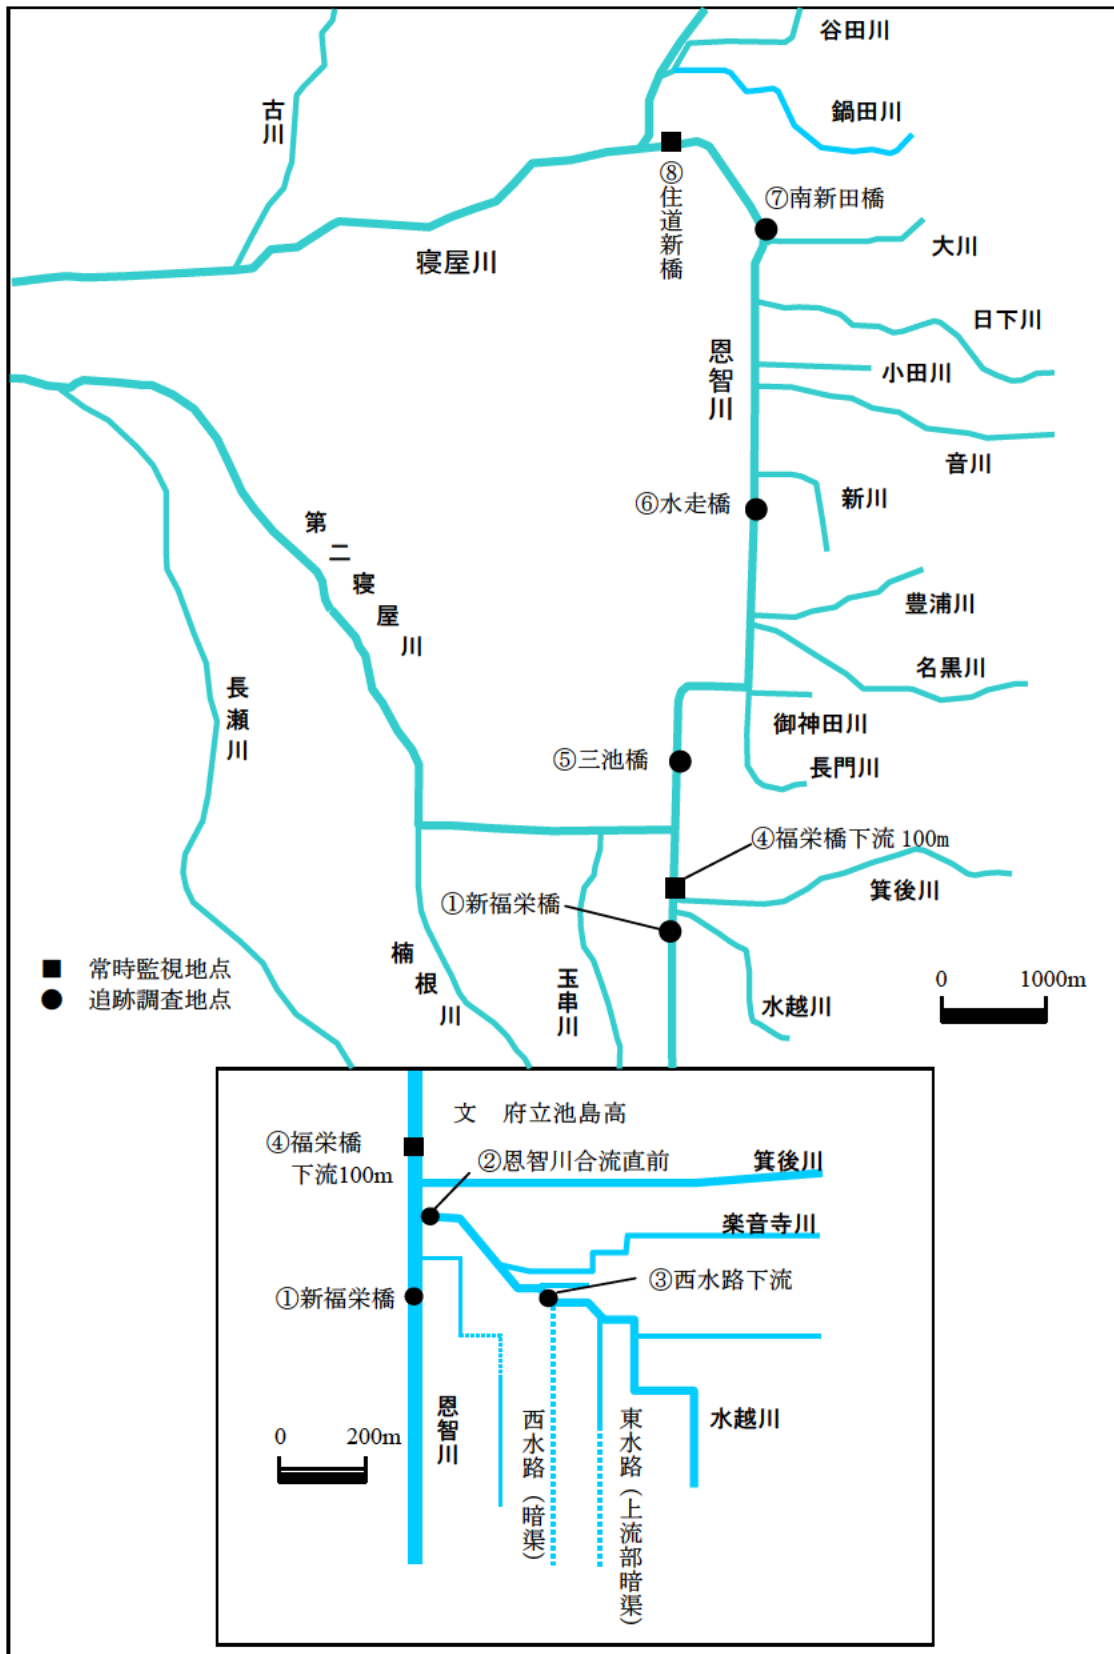 谷田川
古川
鍋田川
⑧住道新橋
⑦南新田橋
大川
寝屋川
日下川
恩智川
小田川
音川
⑥水走橋
新川
第二寝屋川
豊浦川
名黒川
長瀬川
御神田川
⑤三池橋
長門川
④福栄橋下流 100m
箕後川
①新福栄橋
楠根川
玉串川
水越川
■ 常時監視地点
● 追跡調査地点
0 1000m
文 府立池島高
④福栄橋
下流100m
②恩智川合流直前
箕後川
楽音寺川
①新福栄橋
③西水路下流
恩智川
西水路（暗渠）
東水路（上流部暗渠）
水越川
0 200m